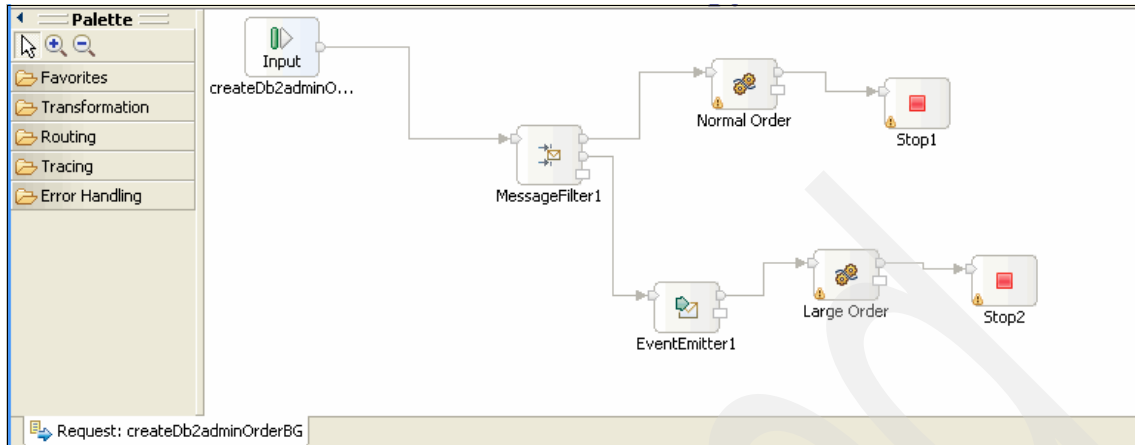 Palette
Favorites
Transformation
Routing
Tracing
Error Handling
Input
createDb2adminO...
MessageFilter1
Normal Order
Stop1
EventEmitter1
Large Order
Stop2
Request: createDb2adminOrderBG